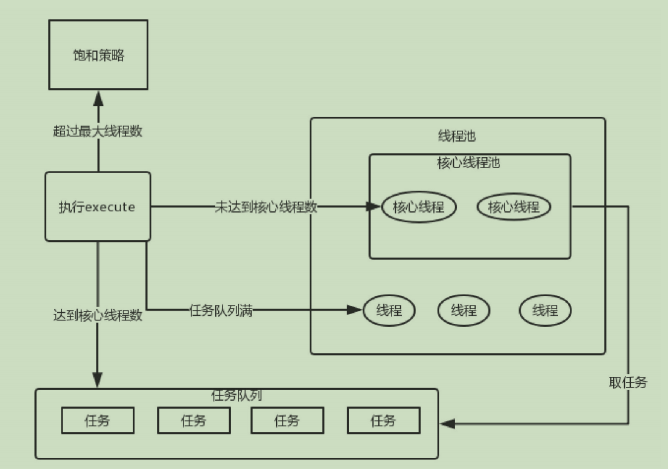 饱和策略
超过最大线程数
线程池
核心线程池
执行execute
未达到核心线程数
核心线程
核心线程
达到核心线程数
任务队列满
线程
线程
线程
取任务
任务队列
任务
任务
任务
任务